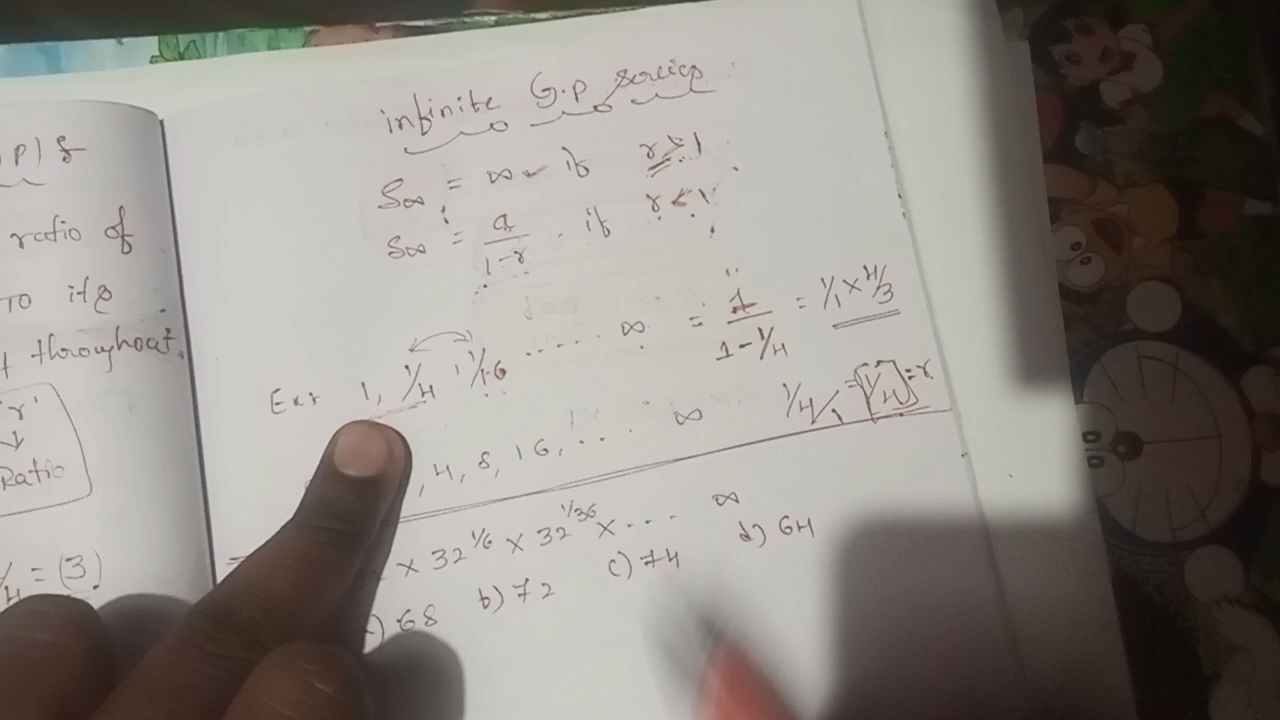 P) &
ratio of
TO its
throughout.
'r'
↓
Ratio
/4 = (3)
infinite G.P series
S∞ = ∞ if r > 1
S∞ = a/1-r . if r < 1
Ex: 1, 1/4, 1/16 ..... ∞ = 1/1-1/4 = 1/1 × 4/3
1/4/1 = 1/4 = r
, 4, 8, 16, ... ∞
× 32^1/6 × 32^1/36 × ... ∞
) 68 b) 72 c) 74 d) 64